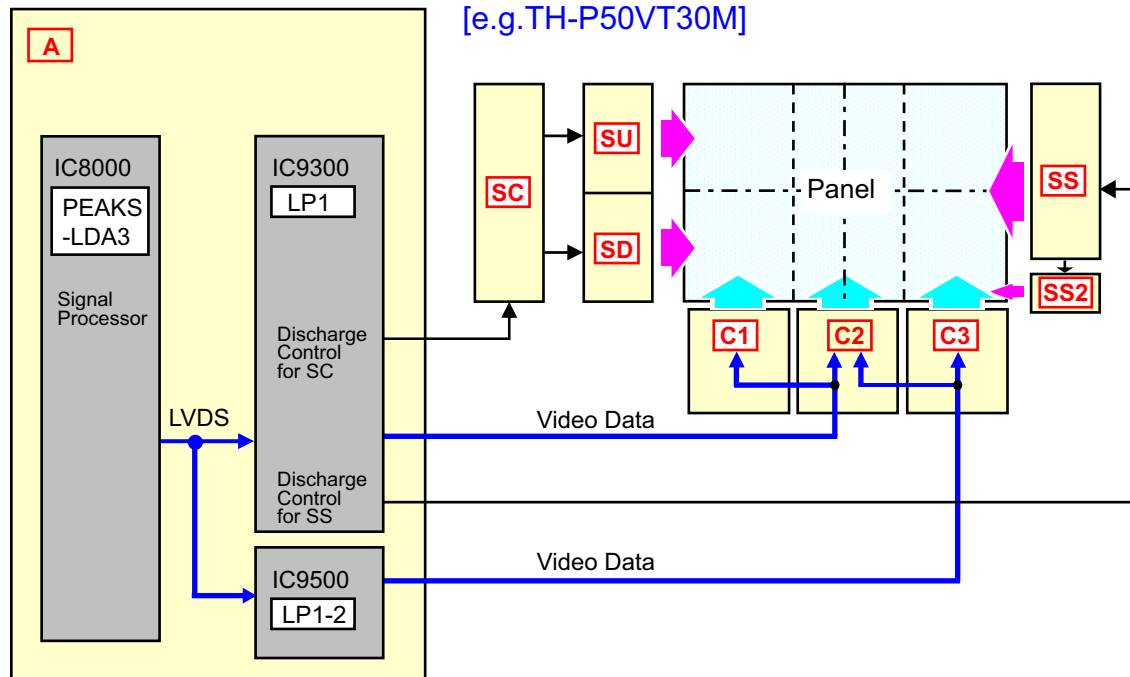 [e.g.TH-P50VT30M]
A
IC8000
PEAKS
-LDA3
Signal
Processor
LVDS
IC9300
LP1
Discharge
Control
for SC
Discharge
Control
for SS
IC9500
LP1-2
Video Data
Video Data
SC
SU
SD
Panel
SS
SS2
C1
C2
C3